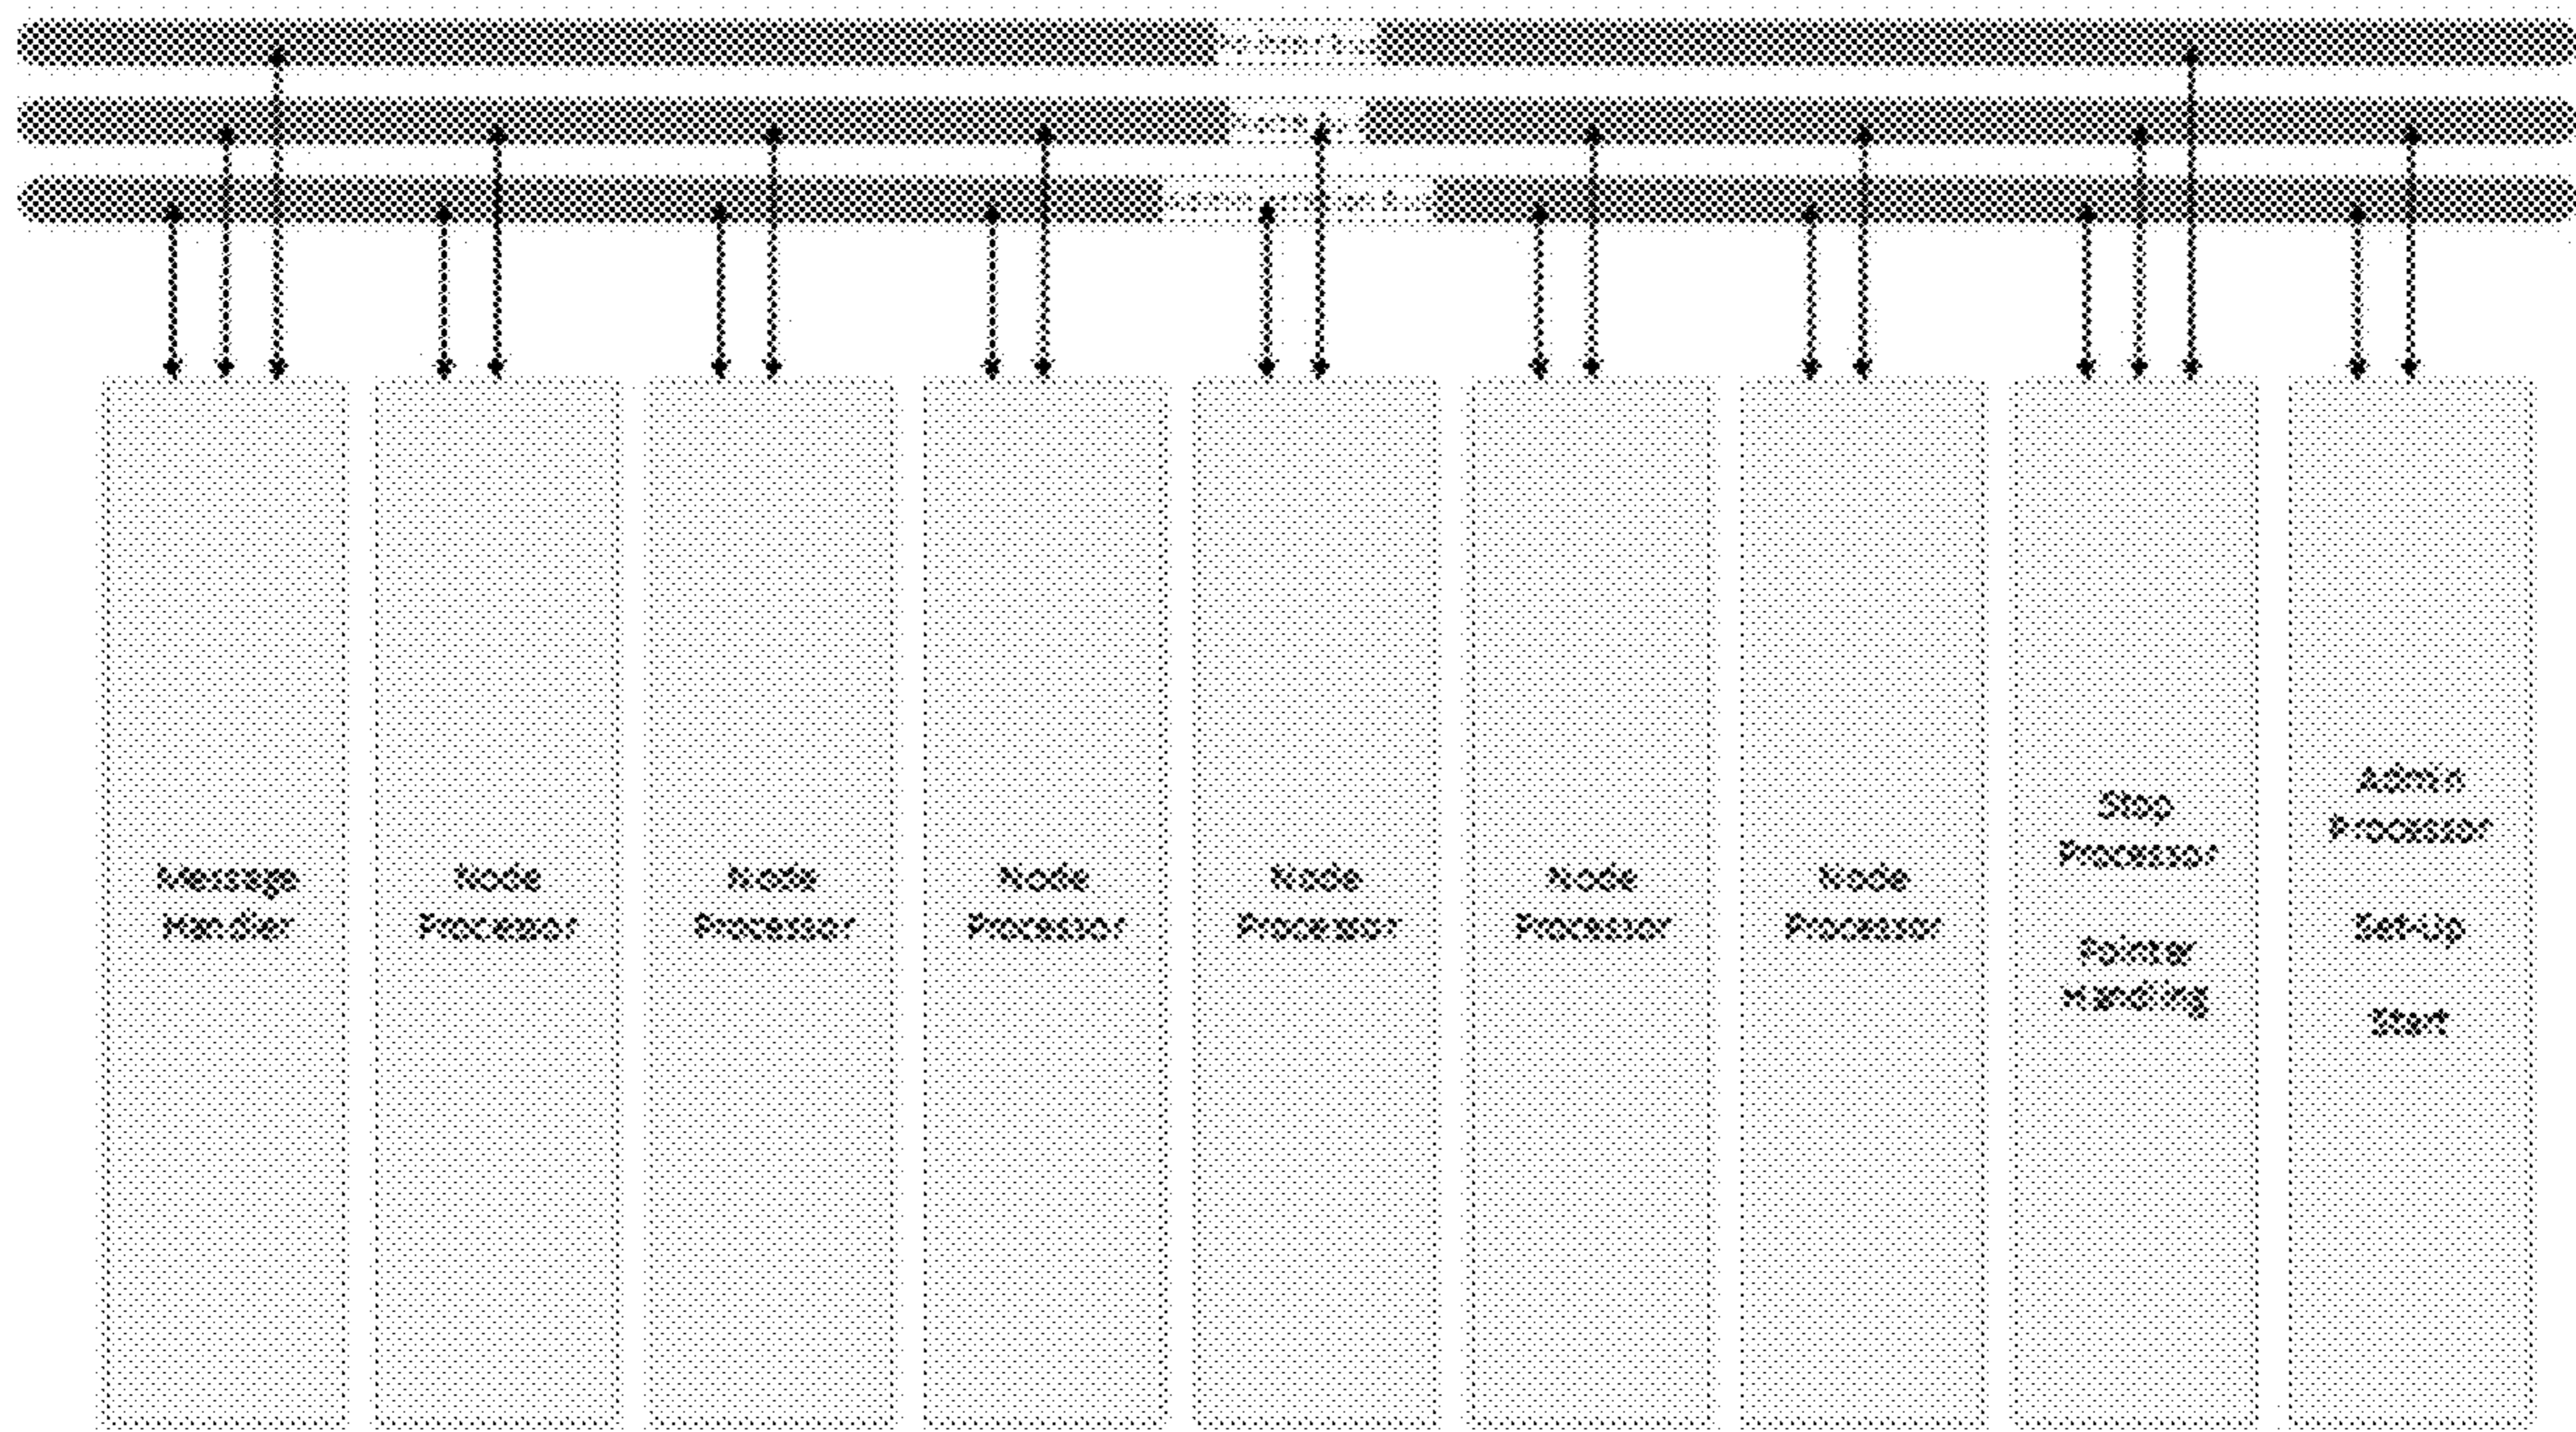 Message
Handler
Node
Processor
Node
Processor
Node
Processor
Node
Processor
Node
Processor
Node
Processor
Stop
Processor
Pointer
Handling
Admin
Processor
Set-Up
Start